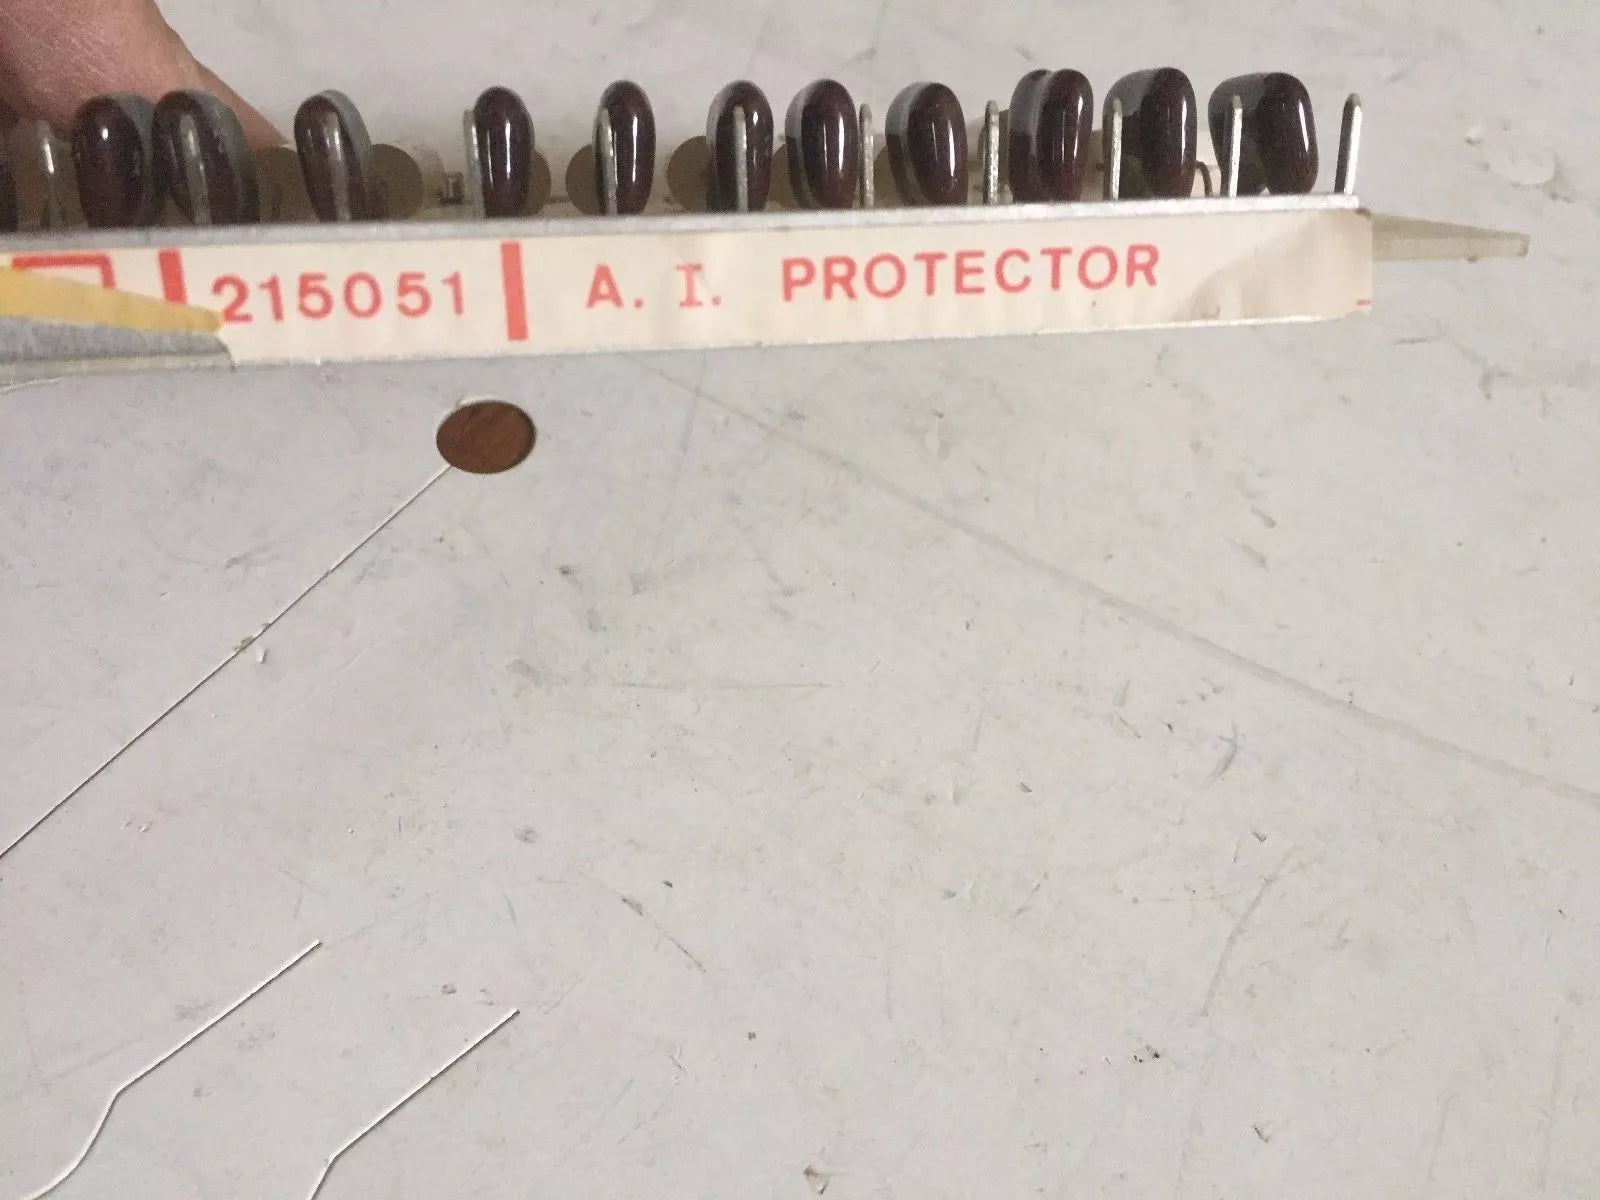 215051 A. I. PROTECTOR